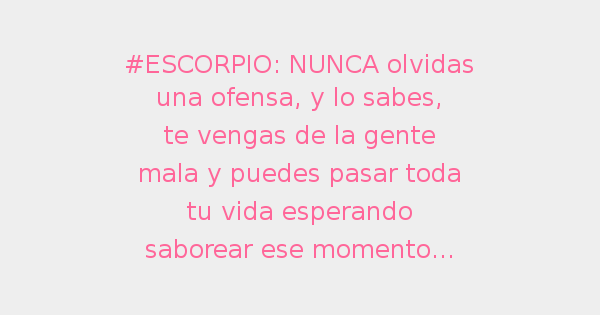 #ESCORPIO: NUNCA olvidas
una ofensa, y lo sabes,
te vengas de la gente
mala y puedes pasar toda
tu vida esperando
saborear ese momento...